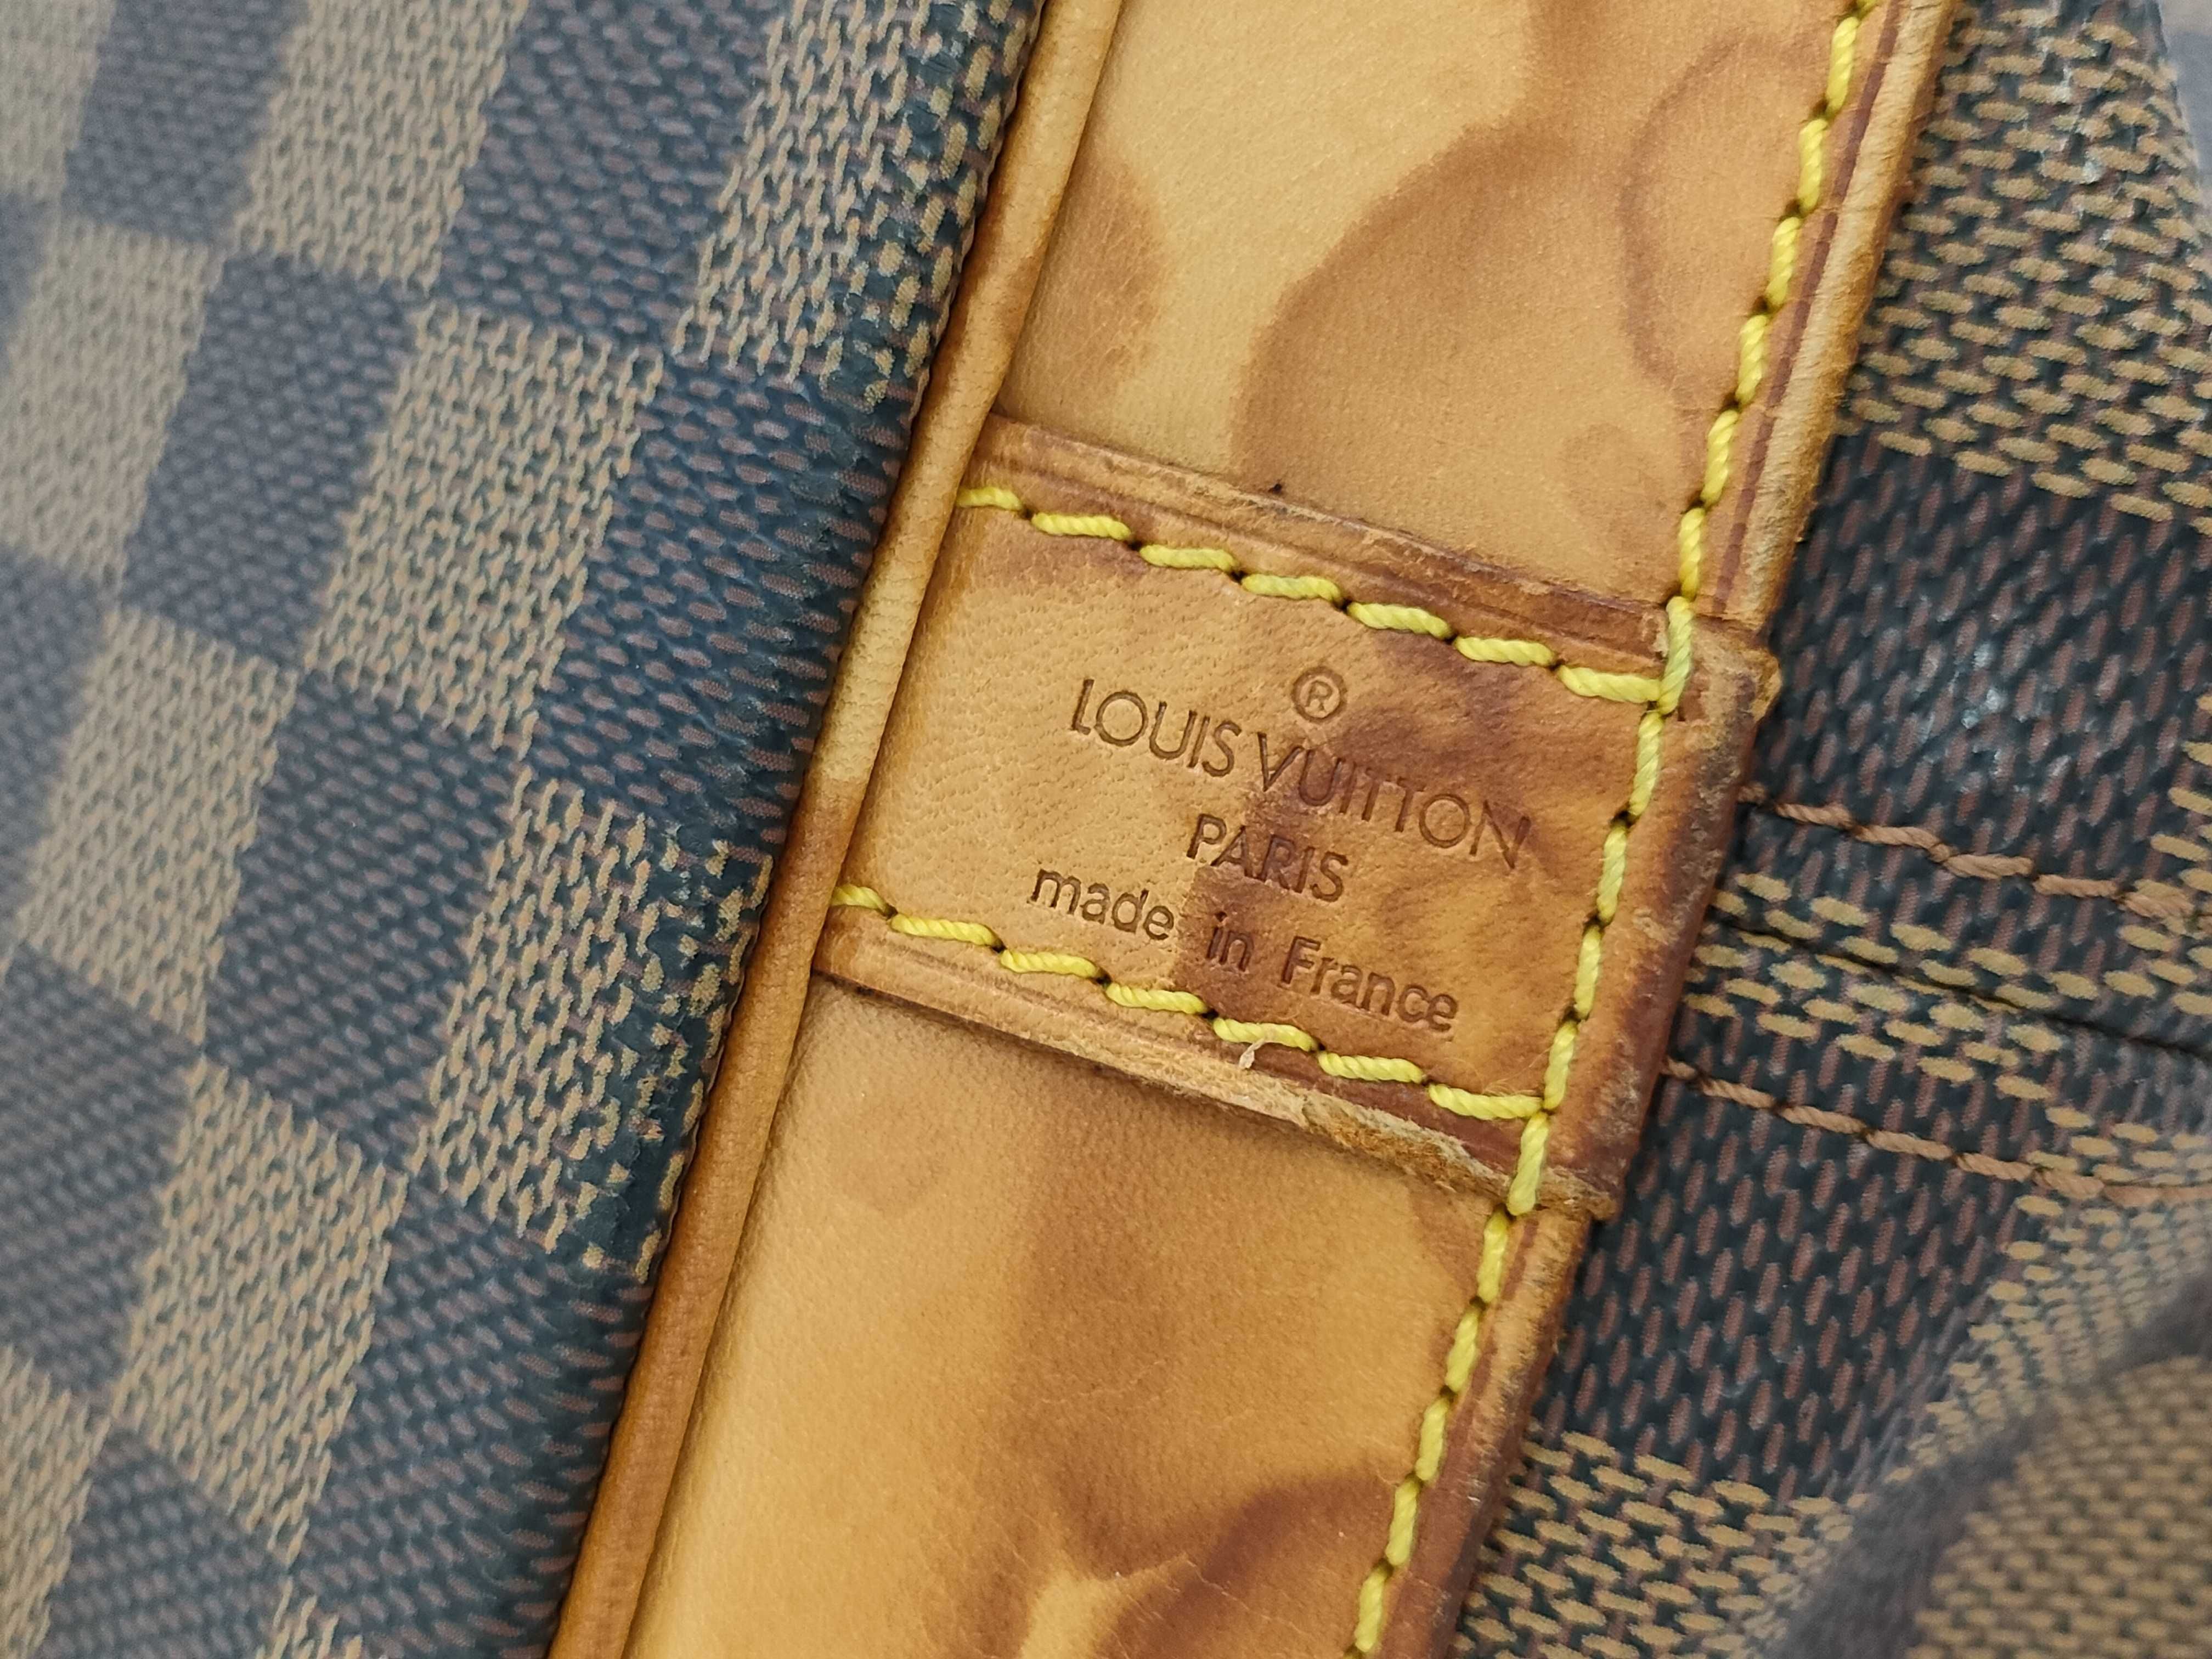 ®
LOUIS VUITTON
PARIS
made in France